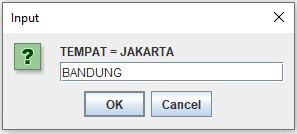 Input
TEMPAT = JAKARTA
BANDUNG
OK Cancel